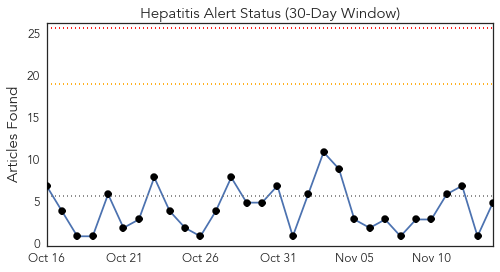 Hepatitis Alert Status (30-Day Window)
Articles Found
25
20
15
10
5
0
Oct 16 Oct 21 Oct 26 Oct 31 Nov 05 Nov 10